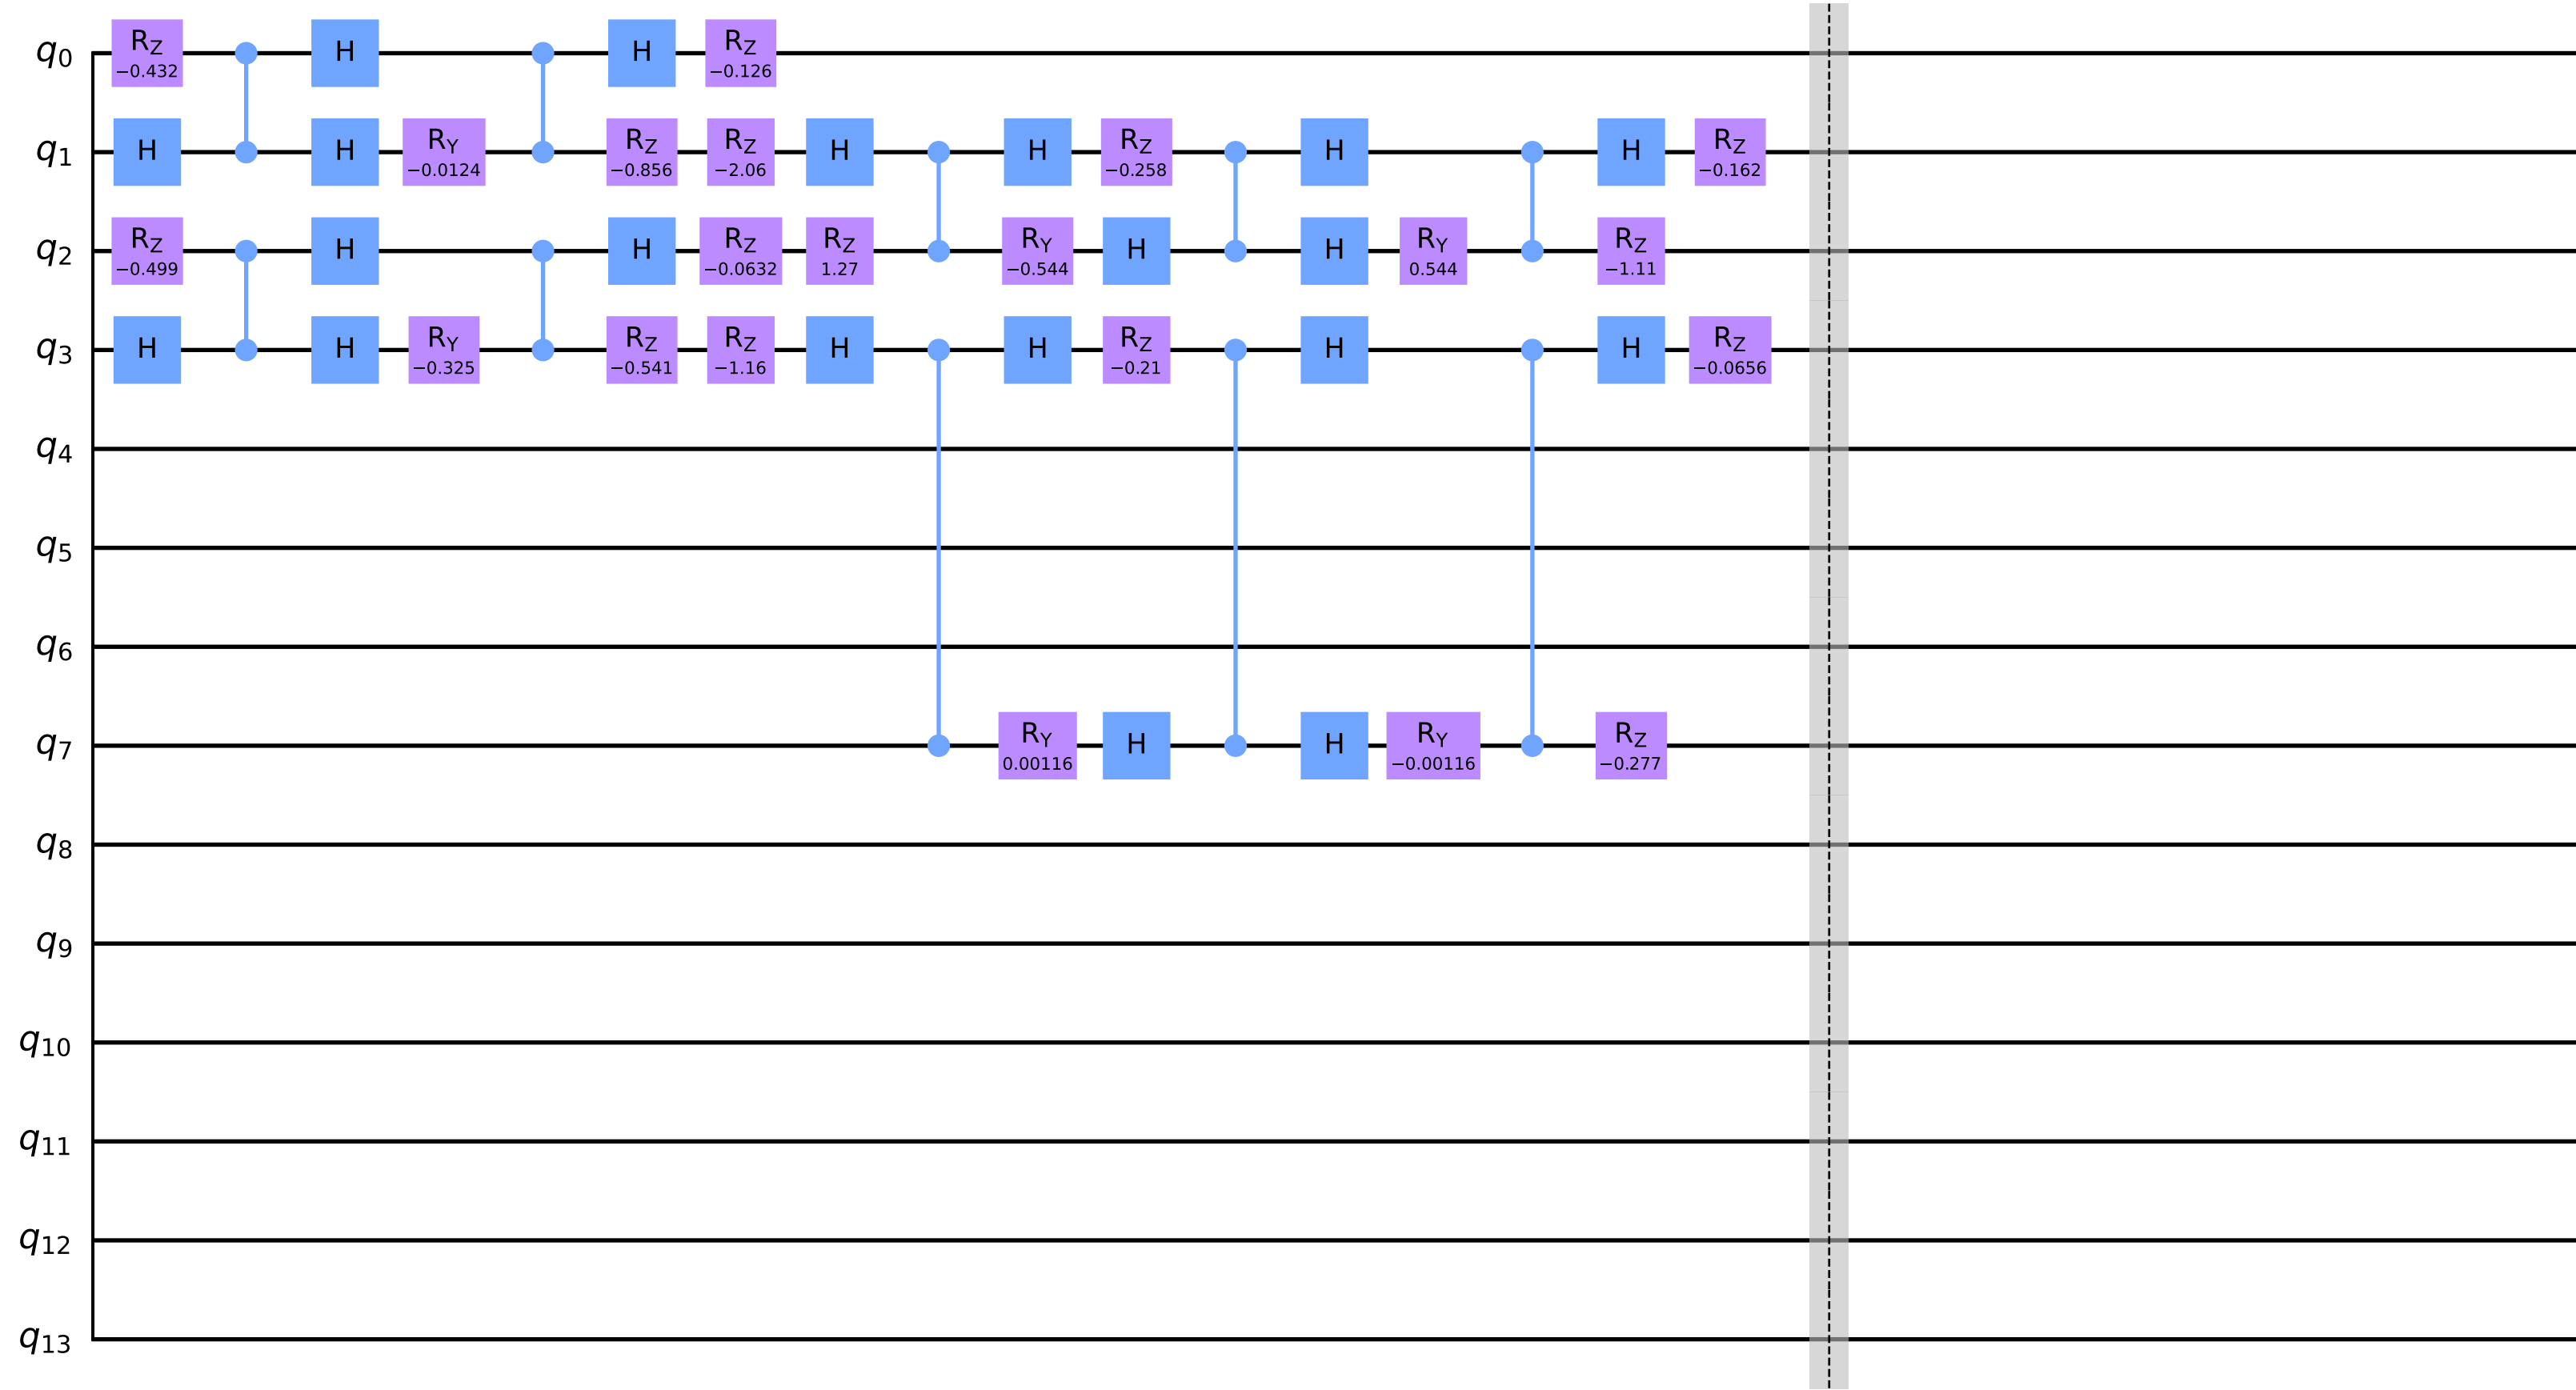 q0 RZ −0.432 H H RZ −0.126
q1 H H RY −0.0124 RZ −0.856 RZ −2.06 H H RZ −0.258 H H RZ −0.162
q2 RZ −0.499 H H RZ −0.0632 RZ 1.27 RY −0.544 H H RY 0.544 RZ −1.11
q3 H H RY −0.325 RZ −0.541 RZ −1.16 H H RZ −0.21 H H RZ −0.0656
q4
q5
q6
q7 RY 0.00116 H H RY −0.00116 RZ −0.277
q8
q9
q10
q11
q12
q13